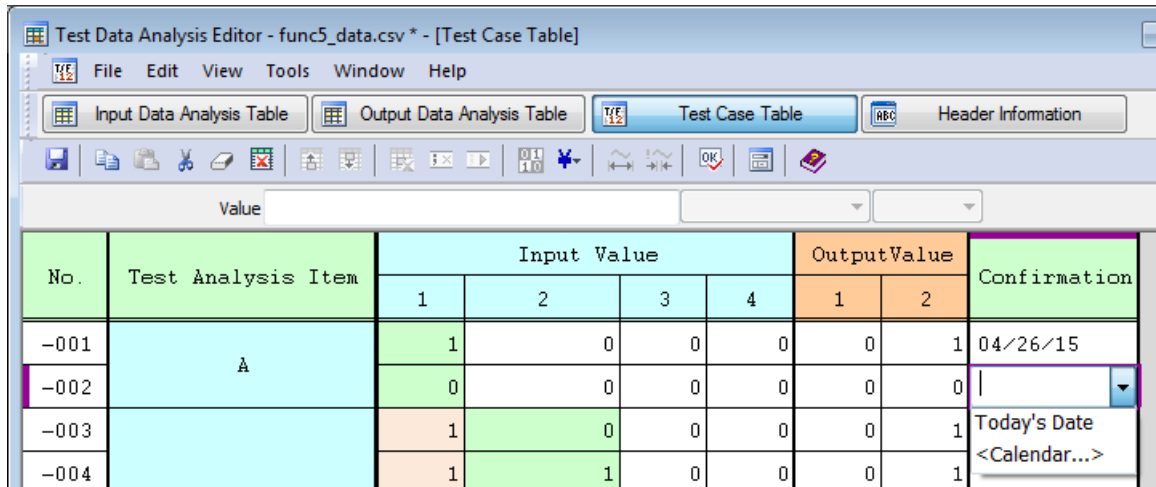 Test Data Analysis Editor - func5_data.csv * - [Test Case Table]
File Edit View Tools Window Help
Input Data Analysis Table Output Data Analysis Table Test Case Table ABC Header Information
OK
Value
No. Test Analysis Item Input Value OutputValue Confirmation
1 2 3 4 1 2
-001 A 1 0 0 0 0 1 04/26/15
-002 0 0 0 0 0 0
-003 1 0 0 0 0 1 Today's Date
<Calendar...>
-004 1 1 0 0 0 1